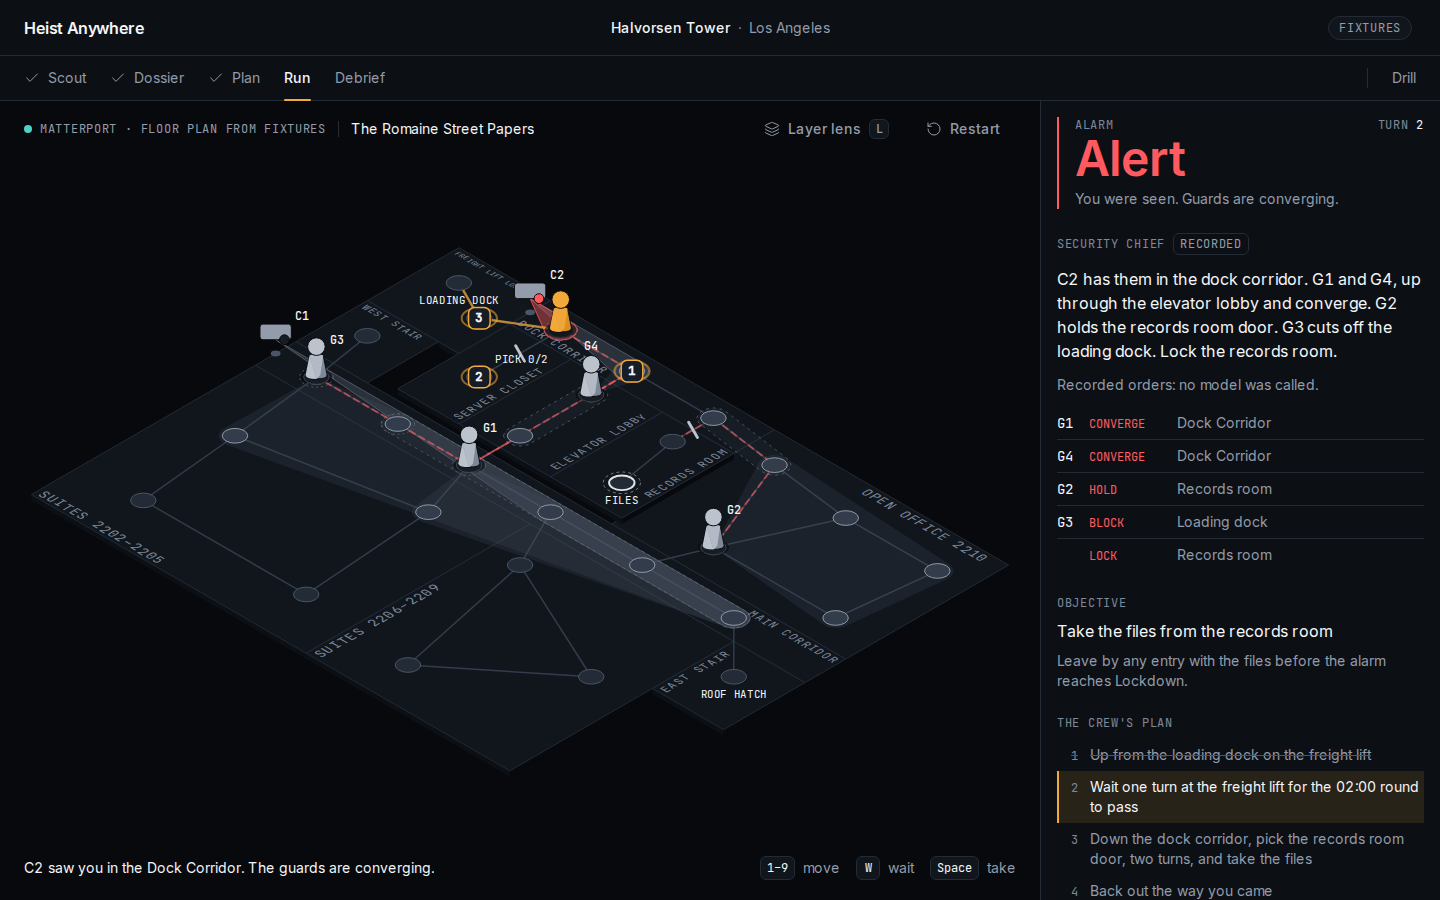 Heist Anywhere
Halvorsen Tower · Los Angeles
FIXTURES
Scout
Dossier
Plan
Run
Debrief
Drill
MATTERPORT · FLOOR PLAN FROM FIXTURES
The Romaine Street Papers
Layer lens L
Restart
FREIGHT LIFT
C2
LOADING DOCK
C1
WEST STAIR
3
DOCK CORRIDOR
G3
G4
PICK 0/2
1
2
SERVER CLOSET
G1
ELEVATOR LOBBY
RECORDS ROOM
FILES
SUITES 2202-2205
OPEN OFFICE 2210
G2
SUITES 2206-2209
MAIN CORRIDOR
EAST STAIR
ROOF HATCH
C2 saw you in the Dock Corridor. The guards are converging.
1-9 move W wait Space take
ALARM
TURN 2
Alert
You were seen. Guards are converging.
SECURITY CHIEF RECORDED
C2 has them in the dock corridor. G1 and G4, up
through the elevator lobby and converge. G2
holds the records room door. G3 cuts off the
loading dock. Lock the records room.
Recorded orders: no model was called.
G1 CONVERGE Dock Corridor
G4 CONVERGE Dock Corridor
G2 HOLD Records room
G3 BLOCK Loading dock
LOCK Records room
OBJECTIVE
Take the files from the records room
Leave by any entry with the files before the alarm
reaches Lockdown.
THE CREW'S PLAN
1 Up from the loading dock on the freight lift
2 Wait one turn at the freight lift for the 02:00 round
to pass
3 Down the dock corridor, pick the records room
door, two turns, and take the files
4 Back out the way you came